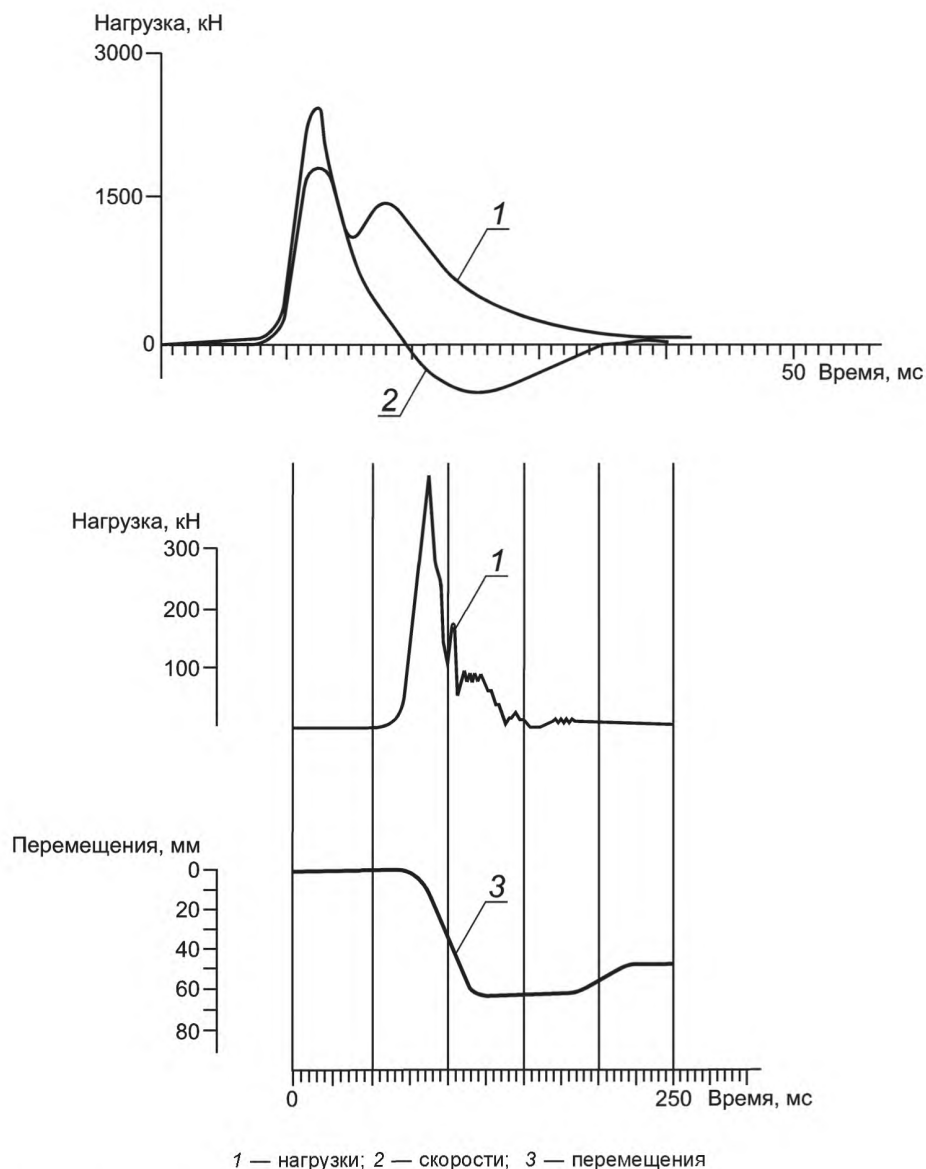 Нагрузка, кН
3000
1500
1
0
50 Время, мс
2
Нагрузка, кН
300
1
200
100
Перемещения, мм
0
3
20
40
60
80
0 250 Время, мс
1 — нагрузки; 2 — скорости; 3 — перемещения